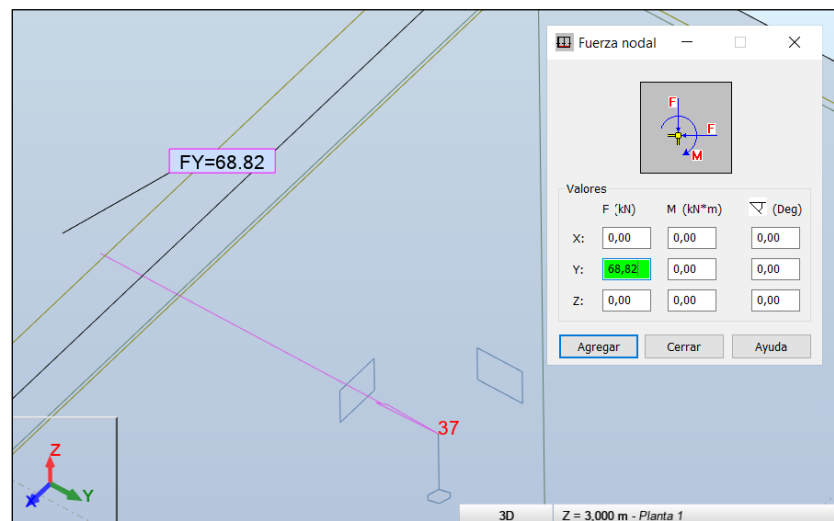 Fuerza nodal
F
F
M
FY=68.82
Valores
F (kN) M (kN*m) (Deg)
X: 0,00 0,00 0,00
Y: 68,82 0,00 0,00
Z: 0,00 0,00 0,00
Agregar Cerrar Ayuda
37
Z
Y
X
3D Z = 3,000 m - Planta 1